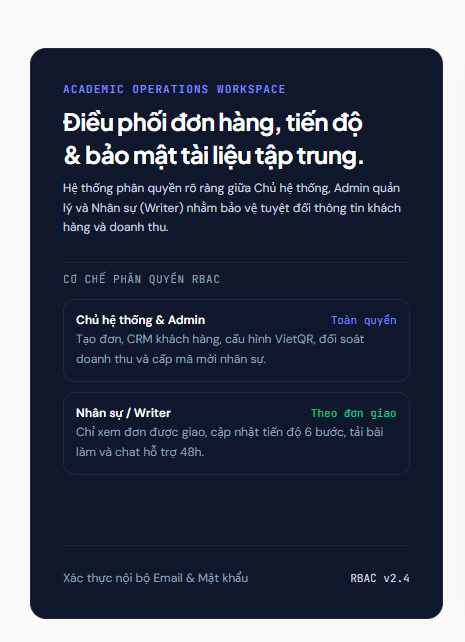 ACADEMIC OPERATIONS WORKSPACE
Điều phối đơn hàng, tiến độ
& bảo mật tài liệu tập trung.
Hệ thống phân quyền rõ ràng giữa Chủ hệ thống, Admin quản
lý và Nhân sự (Writer) nhằm bảo vệ tuyệt đối thông tin khách
hàng và doanh thu.
CƠ CHẾ PHÂN QUYỀN RBAC
Chủ hệ thống & Admin Toàn quyền
Tạo đơn, CRM khách hàng, cấu hình VietQR, đối soát
doanh thu và cấp mã mời nhân sự.
Nhân sự / Writer Theo đơn giao
Chỉ xem đơn được giao, cập nhật tiến độ 6 bước, tải bài
làm và chat hỗ trợ 48h.
Xác thực nội bộ Email & Mật khẩu RBAC v2.4